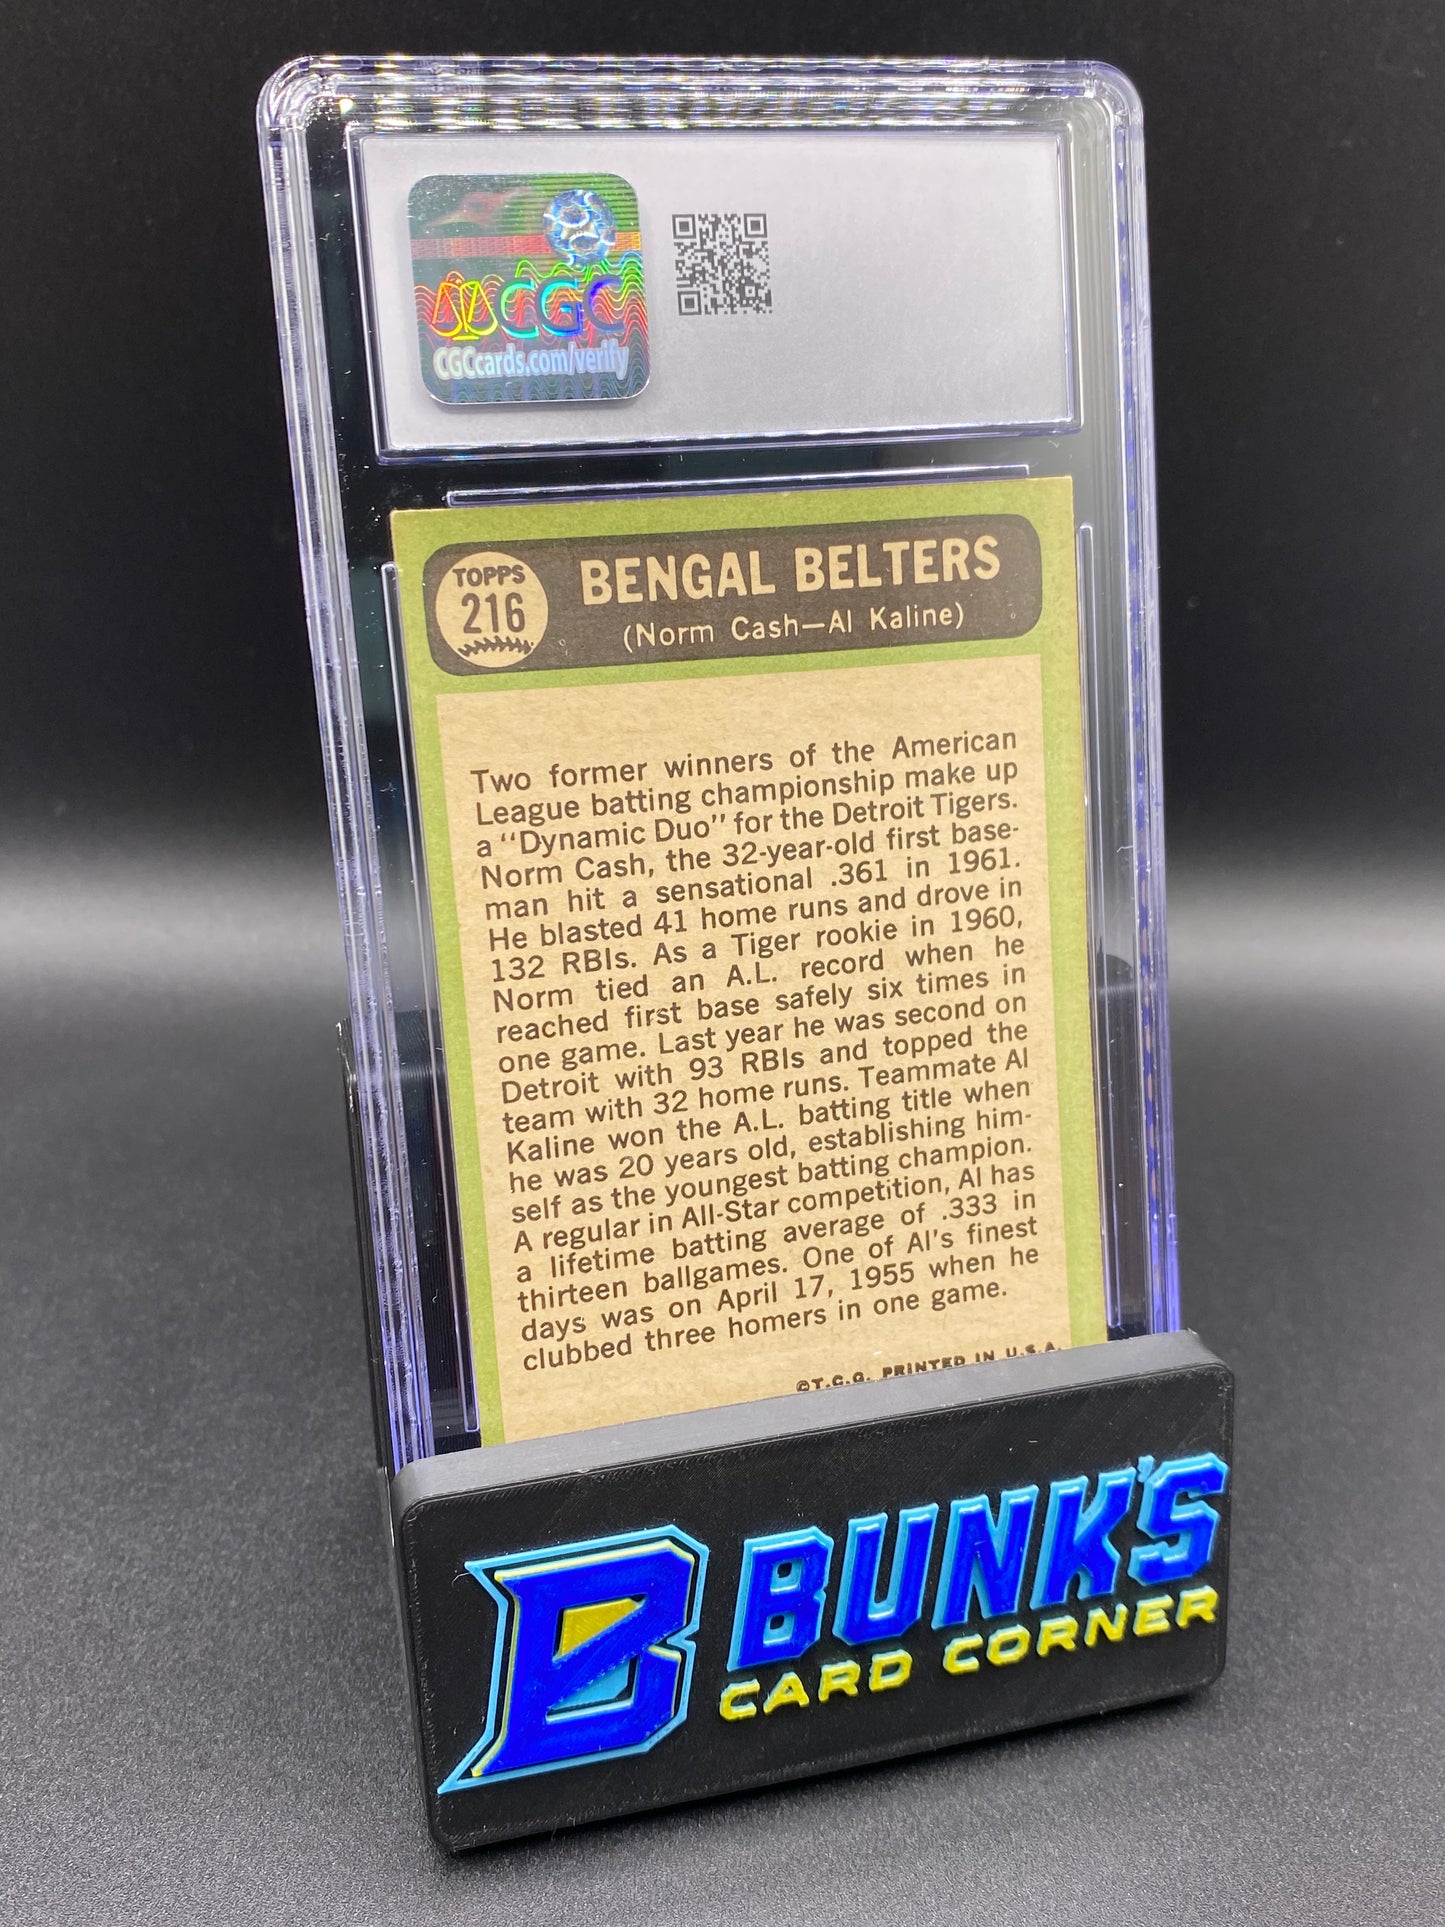 CGC
CGCcards.com/verify
TOPPS
216
BENGAL BELTERS
(Norm Cash—Al Kaline)
Two former winners of the American
League batting championship make up
a "Dynamic Duo" for the Detroit Tigers.
Norm Cash, the 32-year-old first base-
man hit a sensational .361 in 1961.
He blasted 41 home runs and drove in
132 RBIs. As a Tiger rookie in 1960,
Norm tied an A.L. record when he
reached first base safely six times in
one game. Last year he was second on
Detroit with 93 RBIs and topped the
team with 32 home runs. Teammate Al
Kaline won the A.L. batting title when
he was 20 years old, establishing him-
self as the youngest batting champion.
A regular in All-Star competition, Al has
a lifetime batting average of .333 in
thirteen ballgames. One of Al's finest
days was on April 17, 1955 when he
clubbed three homers in one game.
©T.C.G. PRINTED IN U.S.A.
B BUNK'S
CARD CORNER